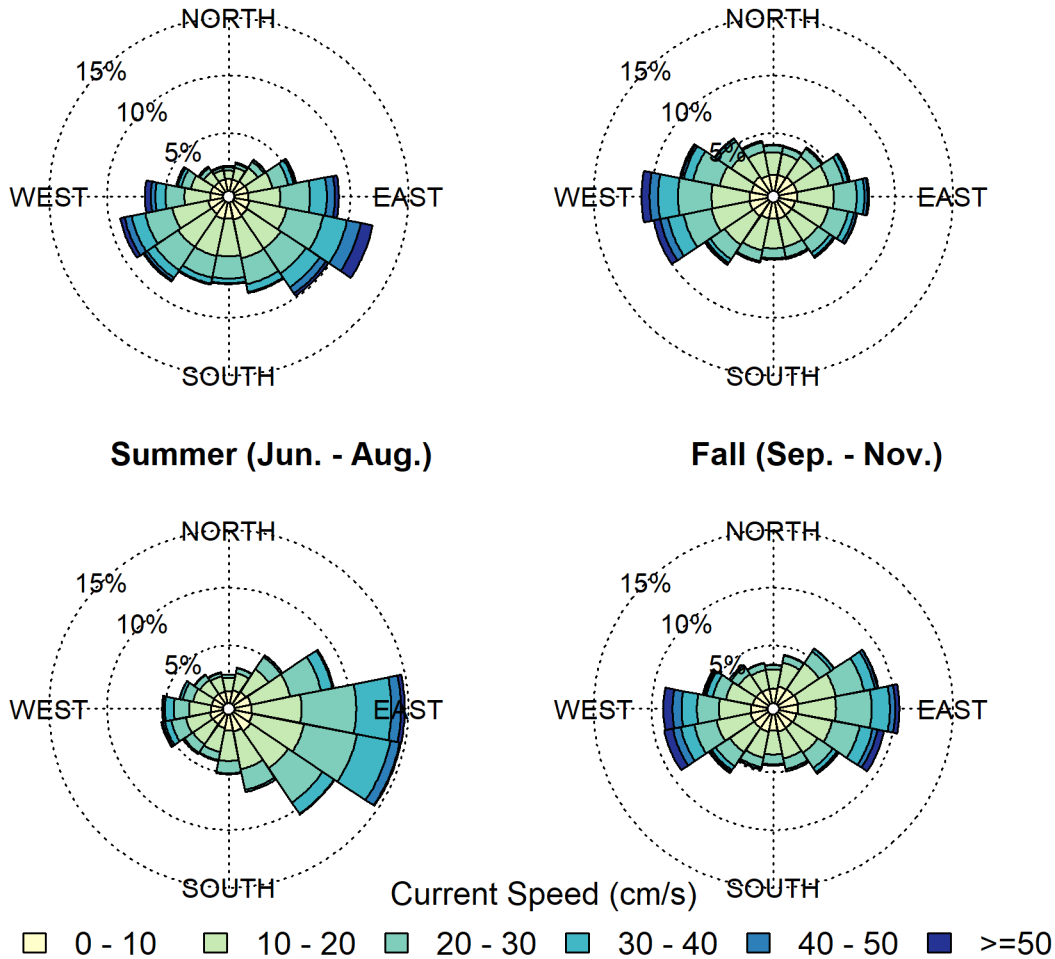 NORTH
15%
10%
5%
WEST
EAST
SOUTH
NORTH
15%
10%
5%
WEST
EAST
SOUTH
Summer (Jun. - Aug.)
Fall (Sep. - Nov.)
NORTH
15%
10%
5%
WEST
EAST
SOUTH
NORTH
15%
10%
5%
WEST
EAST
SOUTH
Current Speed (cm/s)
0 - 10 10 - 20 20 - 30 30 - 40 40 - 50 >=50